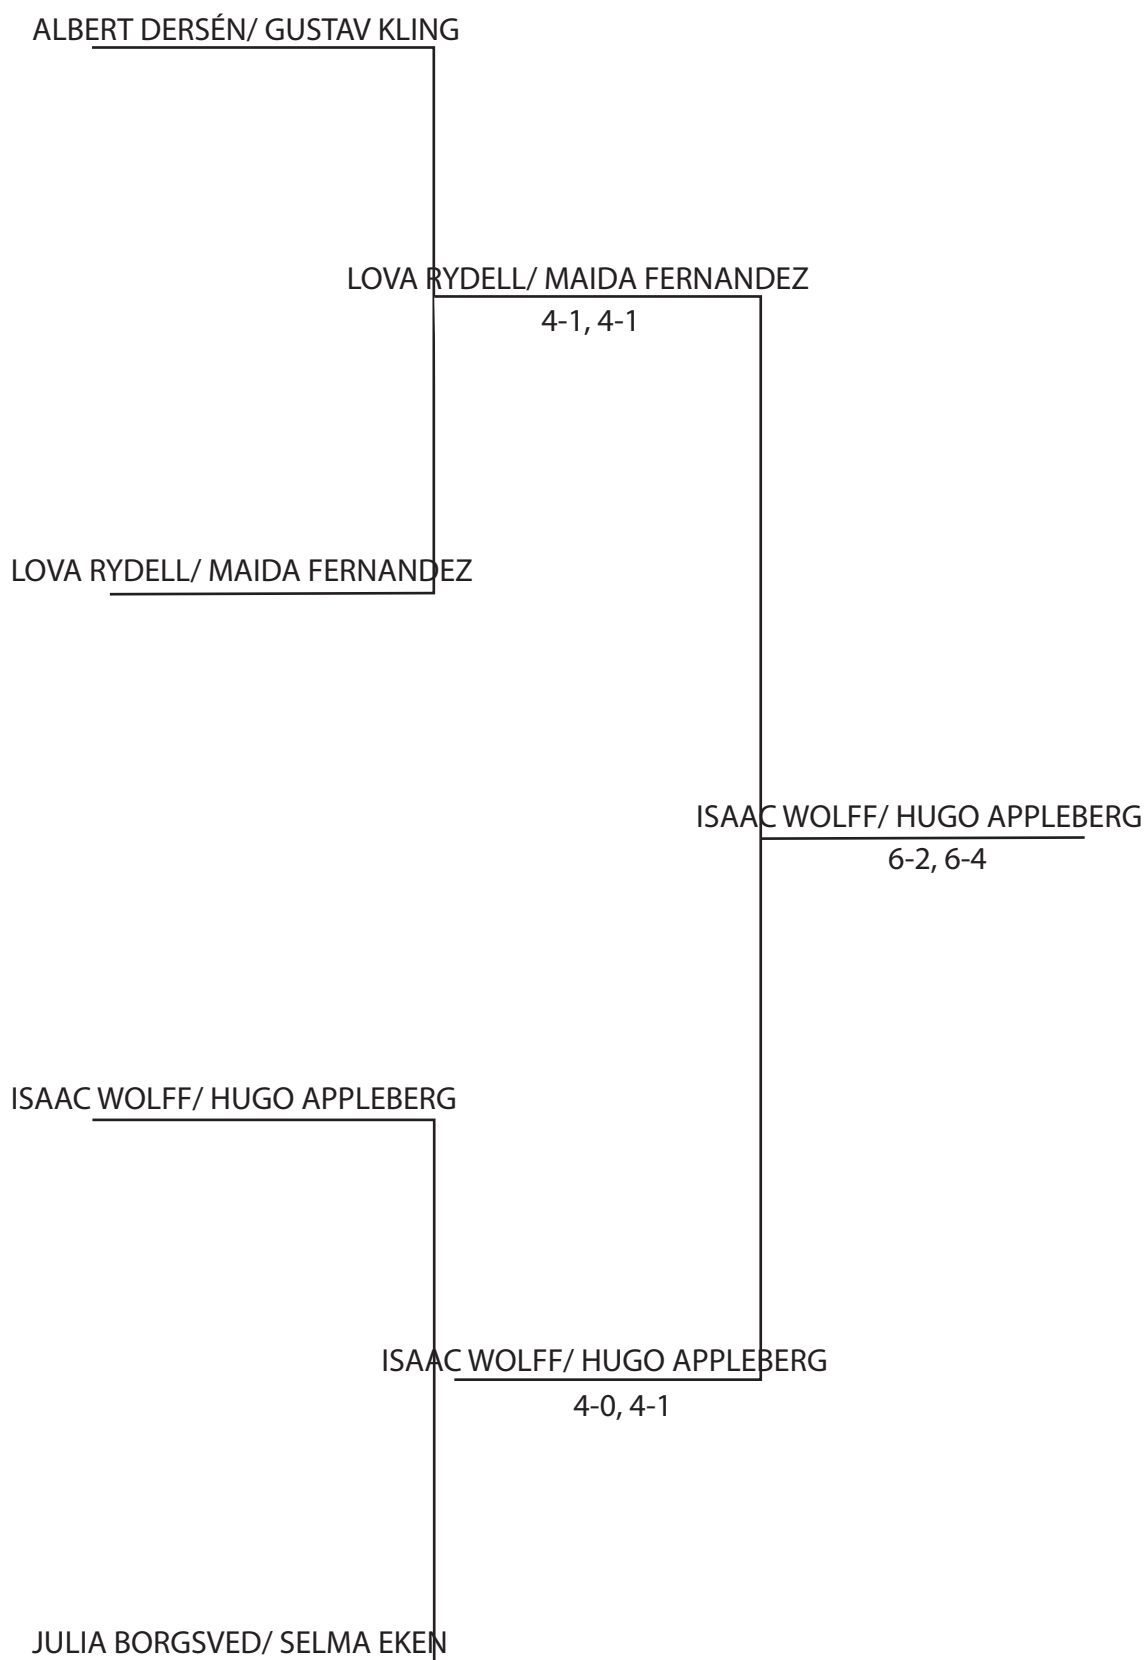 ALBERT DERSÉN/ GUSTAV KLING
LOVA RYDELL/ MAIDA FERNANDEZ
4-1, 4-1
LOVA RYDELL/ MAIDA FERNANDEZ
ISAAC WOLFF/ HUGO APPLEBERG
6-2, 6-4
ISAAC WOLFF/ HUGO APPLEBERG
ISAAC WOLFF/ HUGO APPLEBERG
4-0, 4-1
JULIA BORGSVED/ SELMA EKEN